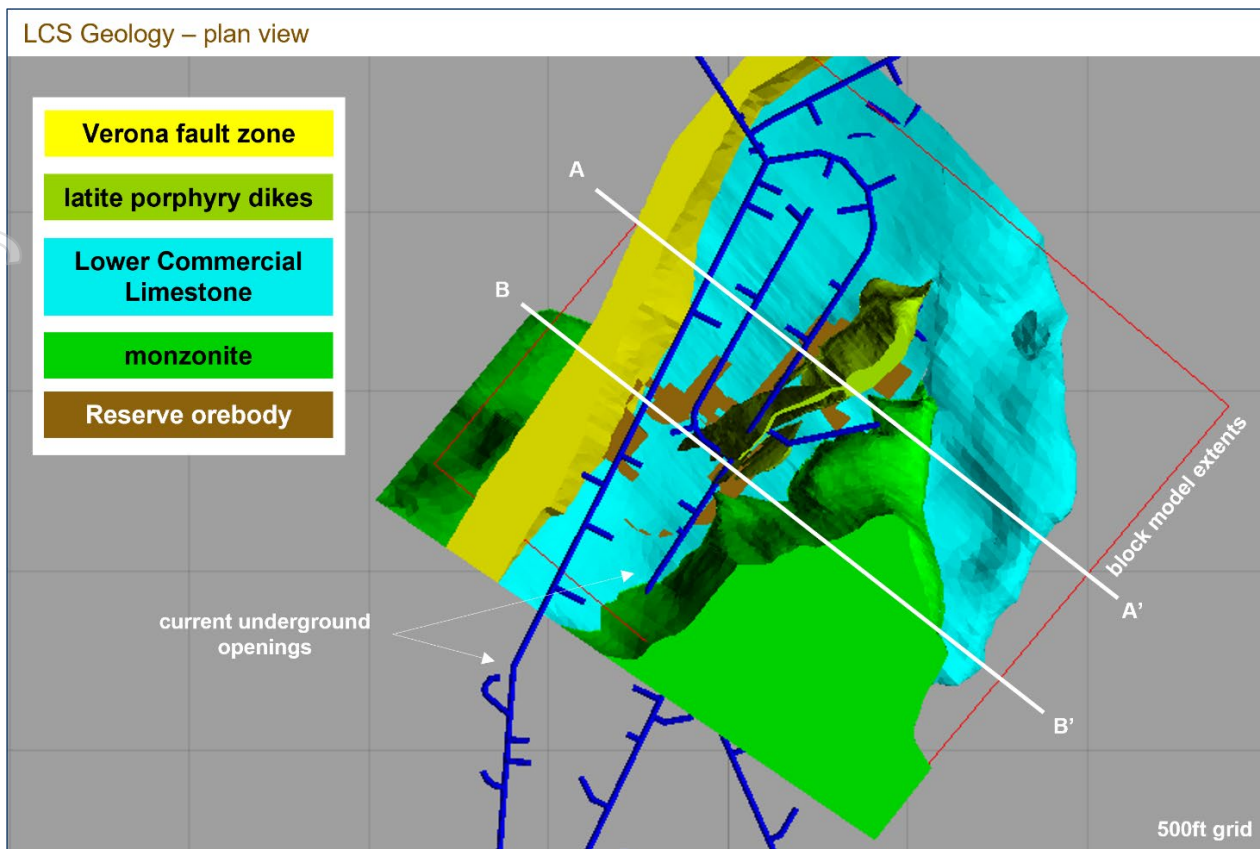 LCS Geology – plan view
Verona fault zone
latite porphyry dikes
Lower Commercial
Limestone
monzonite
Reserve orebody
A
B
current underground
openings
block model extents
A’
B’
500ft grid